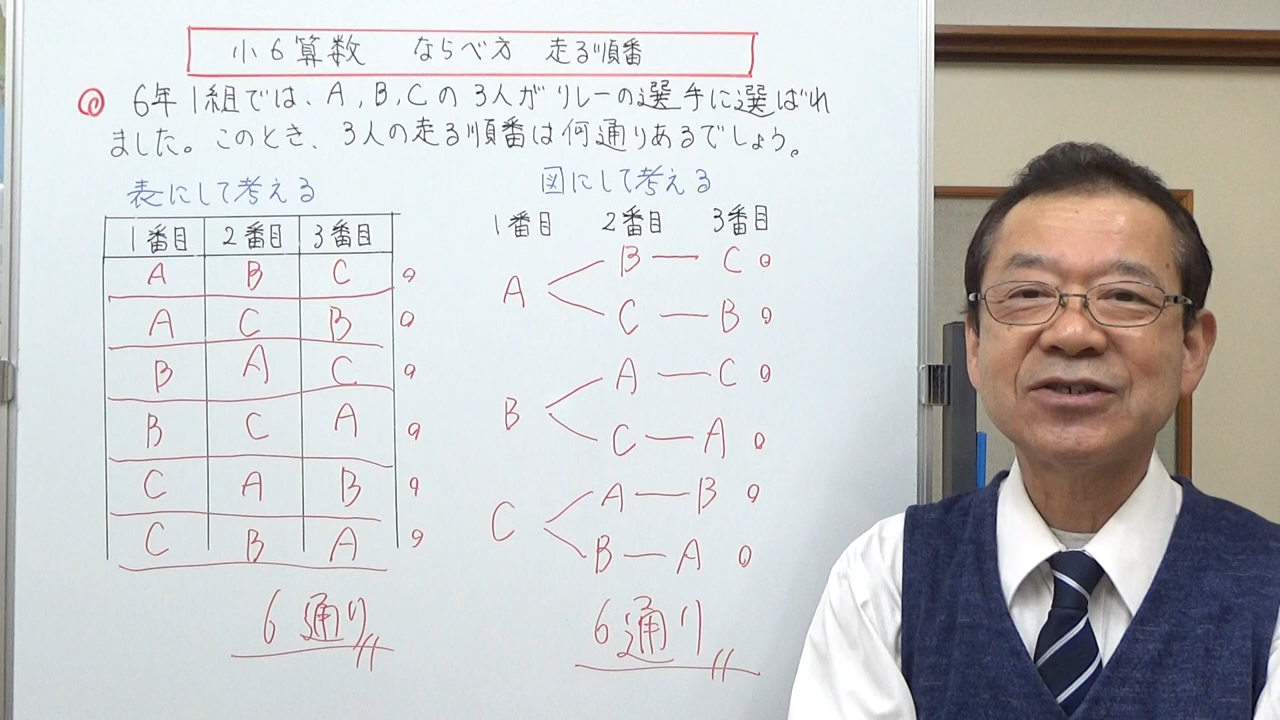 小6算数 ならべ方 走る順番
◎ 6年1組では、A,B,Cの3人がリレーの選手に選ばれ
ました。このとき、3人の走る順番は何通りあるでしょう。
表にして考える
1番目 2番目 3番目
A B C
A C B
B A C
B C A
C A B
C B A
6通り
図にして考える
1番目 2番目 3番目
A B C
C B
B A C
C A
C A B
B A
6通り